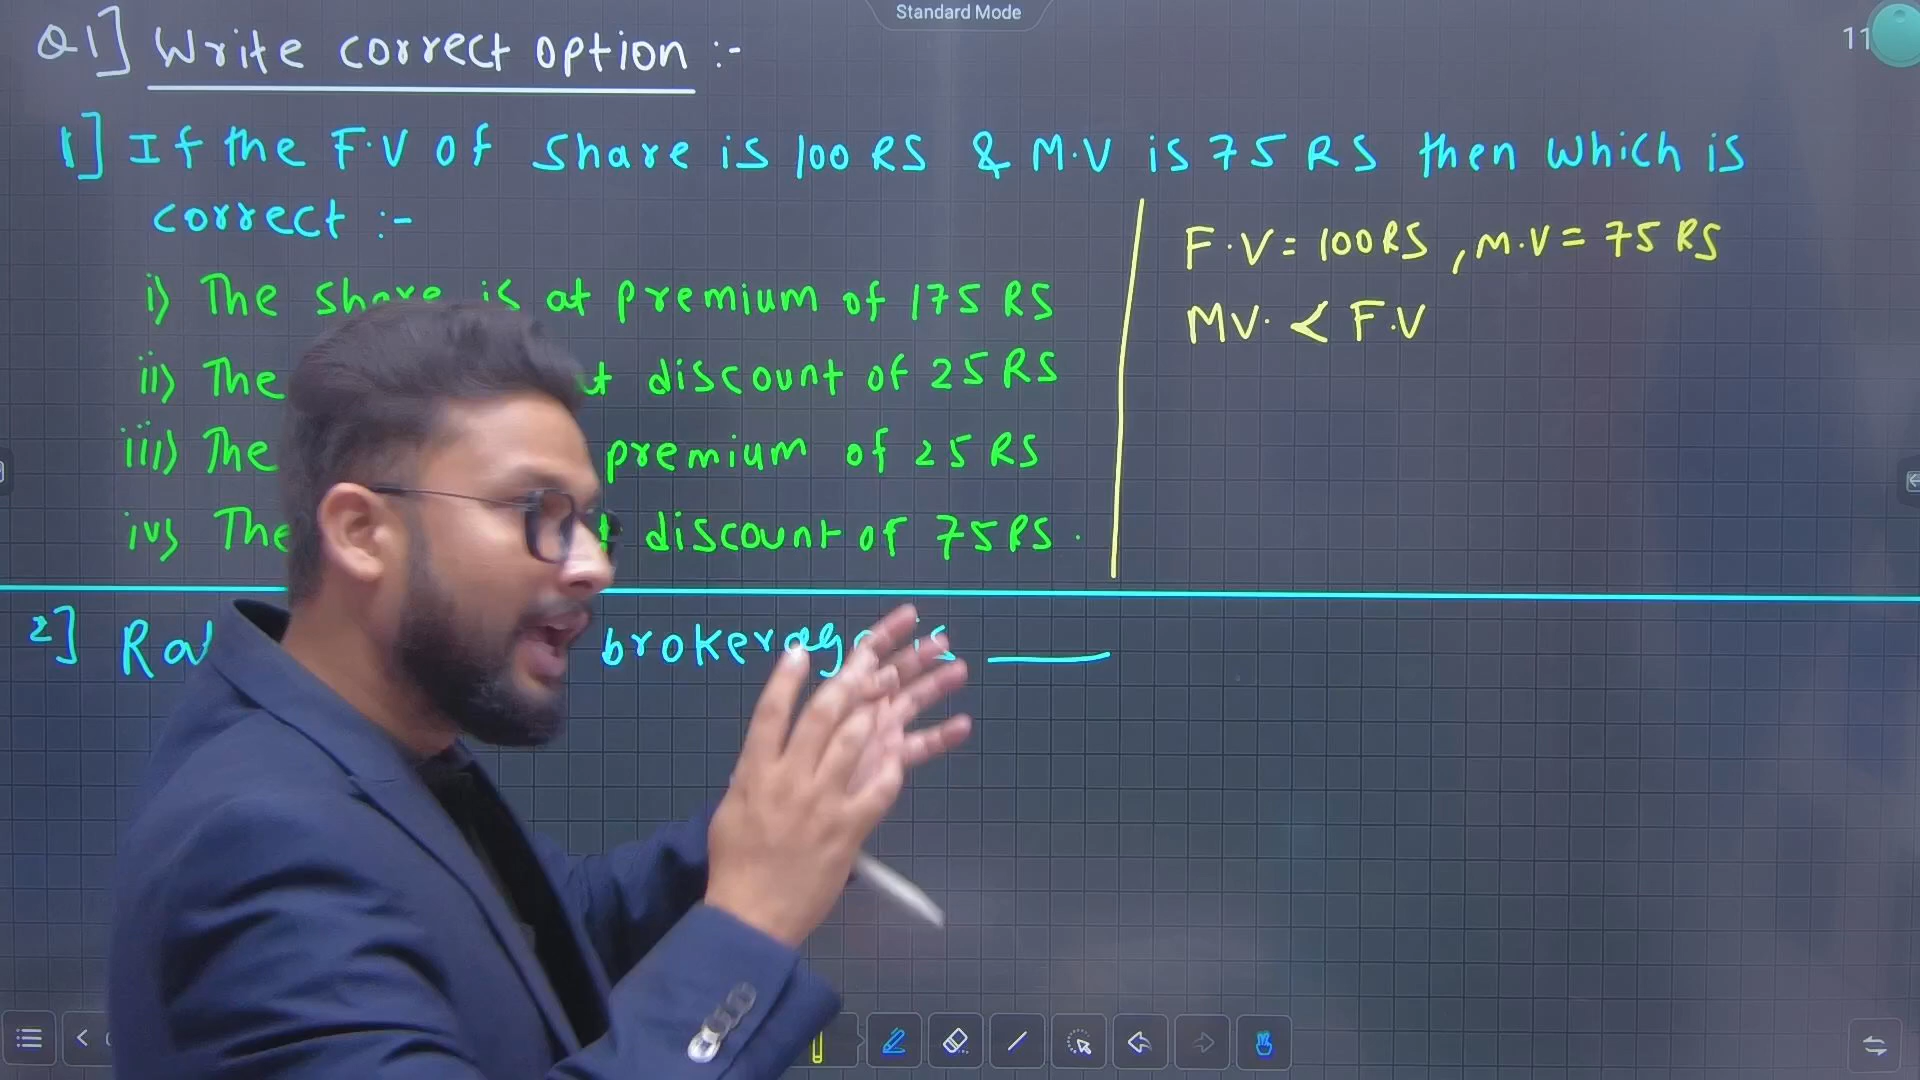 Standard Mode
11
Q1] Write correct option :-
1] If the F.V of share is 100 RS & M.V is 75 RS then which is
correct :-
i) The share is at premium of 175 RS
ii) The discount of 25 RS
iii) The premium of 25 RS
iv) The discount of 75 RS.
F.V = 100 RS, M.V = 75 RS
MV. < F.V
2] brokerage is ____